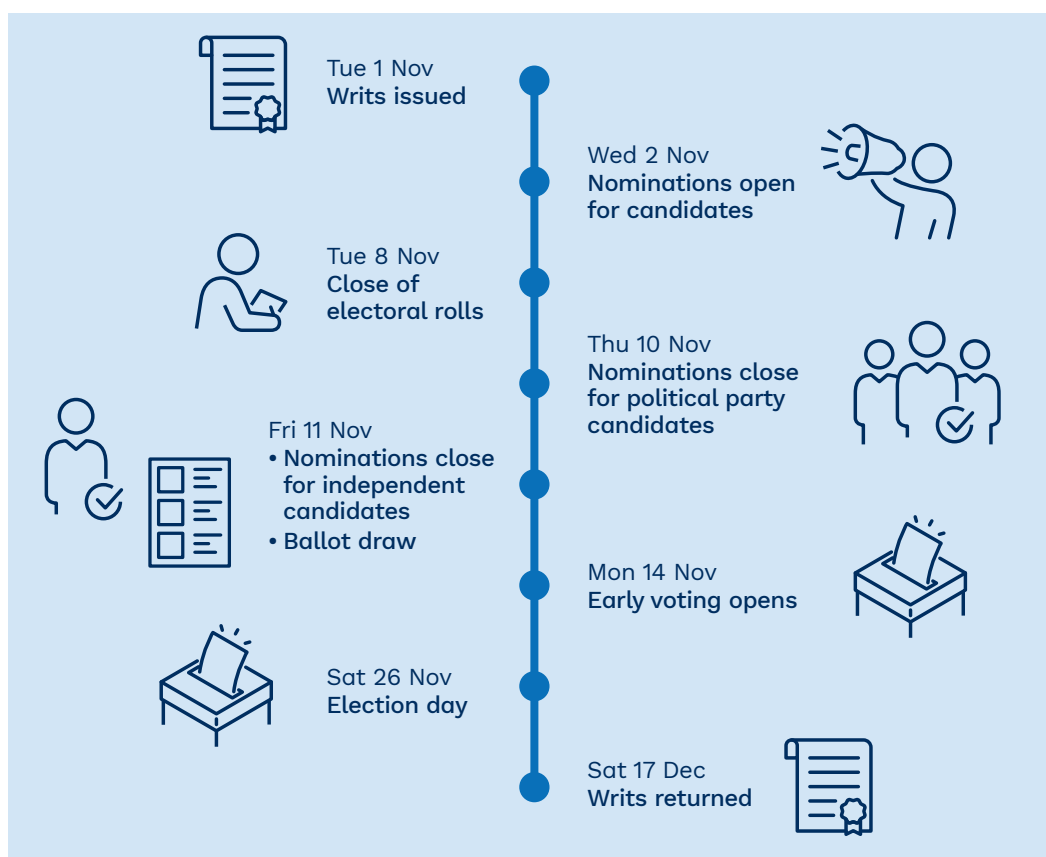 Tue 1 Nov
Writs issued
Wed 2 Nov
Nominations open
for candidates
Tue 8 Nov
Close of
electoral rolls
Thu 10 Nov
Nominations close
for political party
candidates
Fri 11 Nov
• Nominations close
for independent
candidates
• Ballot draw
Mon 14 Nov
Early voting opens
Sat 26 Nov
Election day
Sat 17 Dec
Writs returned